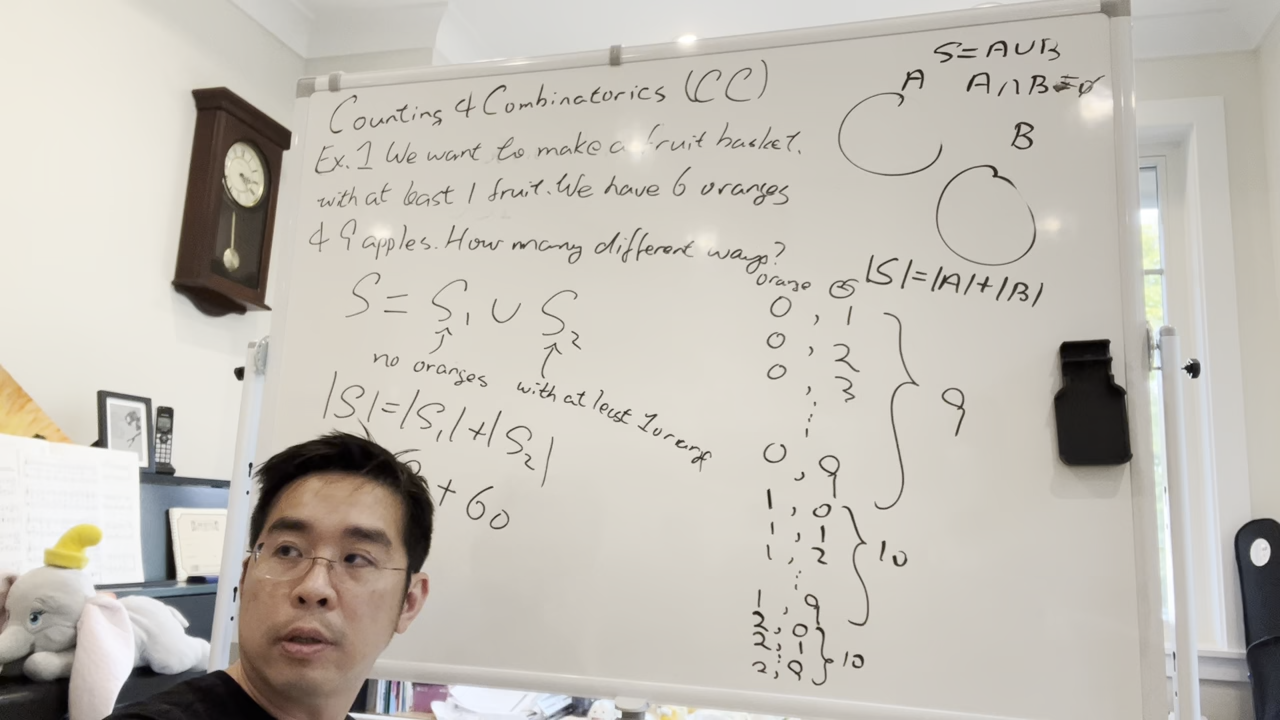 Counting & Combinatorics (CC)
Ex. 1 We want to make a fruit basket.
with at least 1 fruit. We have 6 oranges
& 9 apples. How many different ways?
S = S₁ ∪ S₂
no oranges
with at least 1 orange
|S| = |S₁| + |S₂|
+ 60
S = A ∪ B
A ∩ B = ∅
A
B
|S| = |A| + |B|
orange
0, 1
0, 2
0, 3
⋮
0, 9
9
1, 0
1, 1
1, 2
⋮
1, 9
10
2, 0
2, 1
⋮
2, 9
10